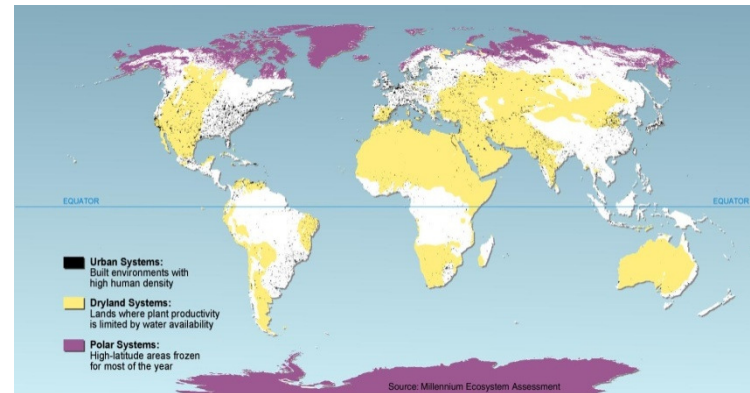 EQUATOR
EQUATOR
Urban Systems:
Built environments with
high human density
Dryland Systems:
Lands where plant productivity
is limited by water availability
Polar Systems:
High-latitude areas frozen
for most of the year
Source: Millennium Ecosystem Assessment